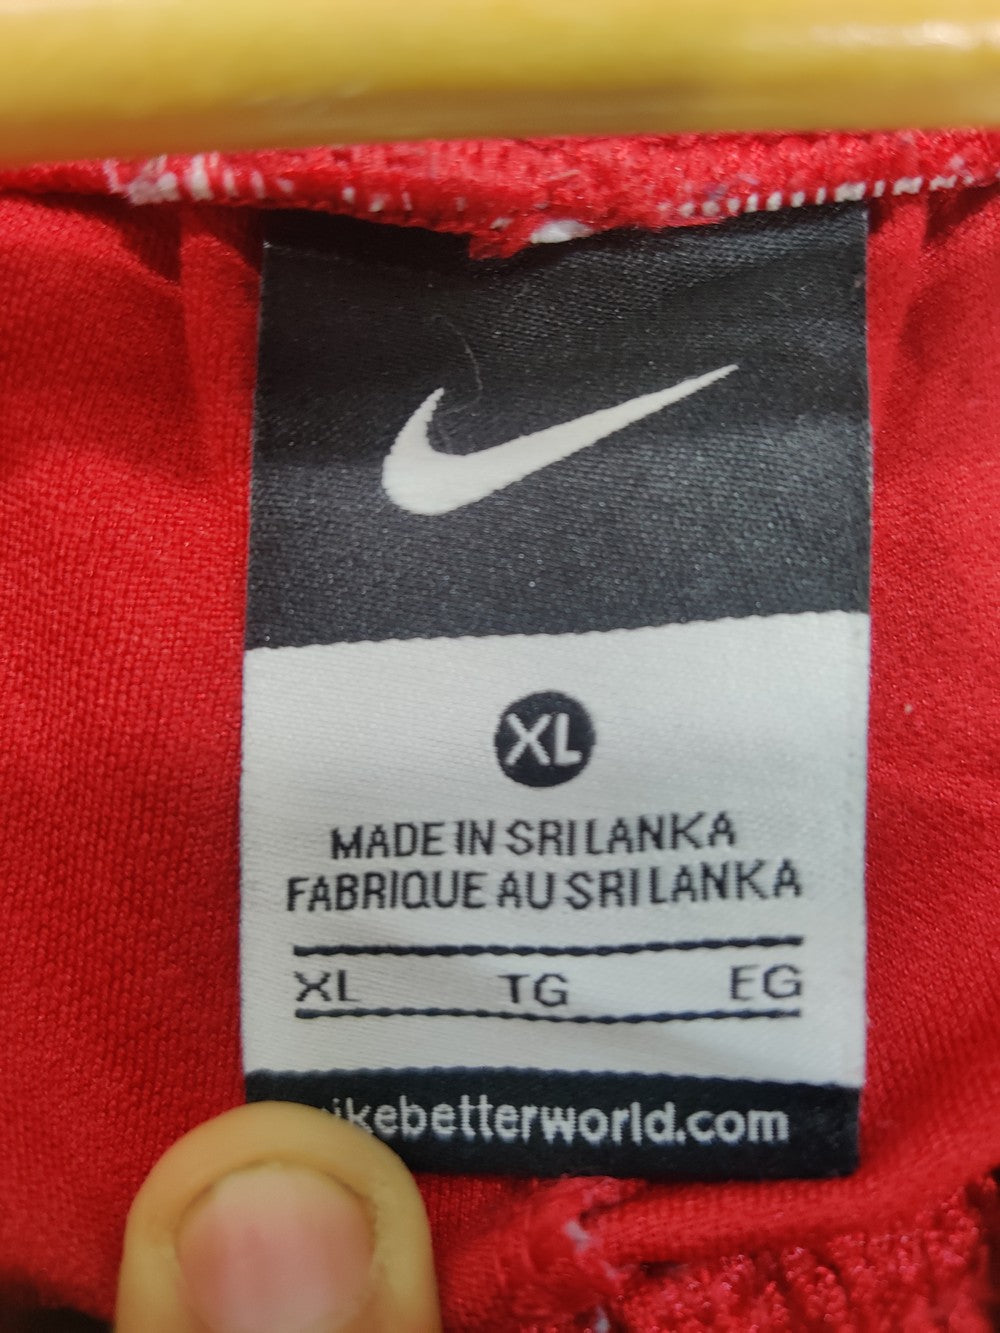 XL
MADE IN SRI LANKA
FABRIQUE AU SRI LANKA
XL TG EG
ikebetterworld.com